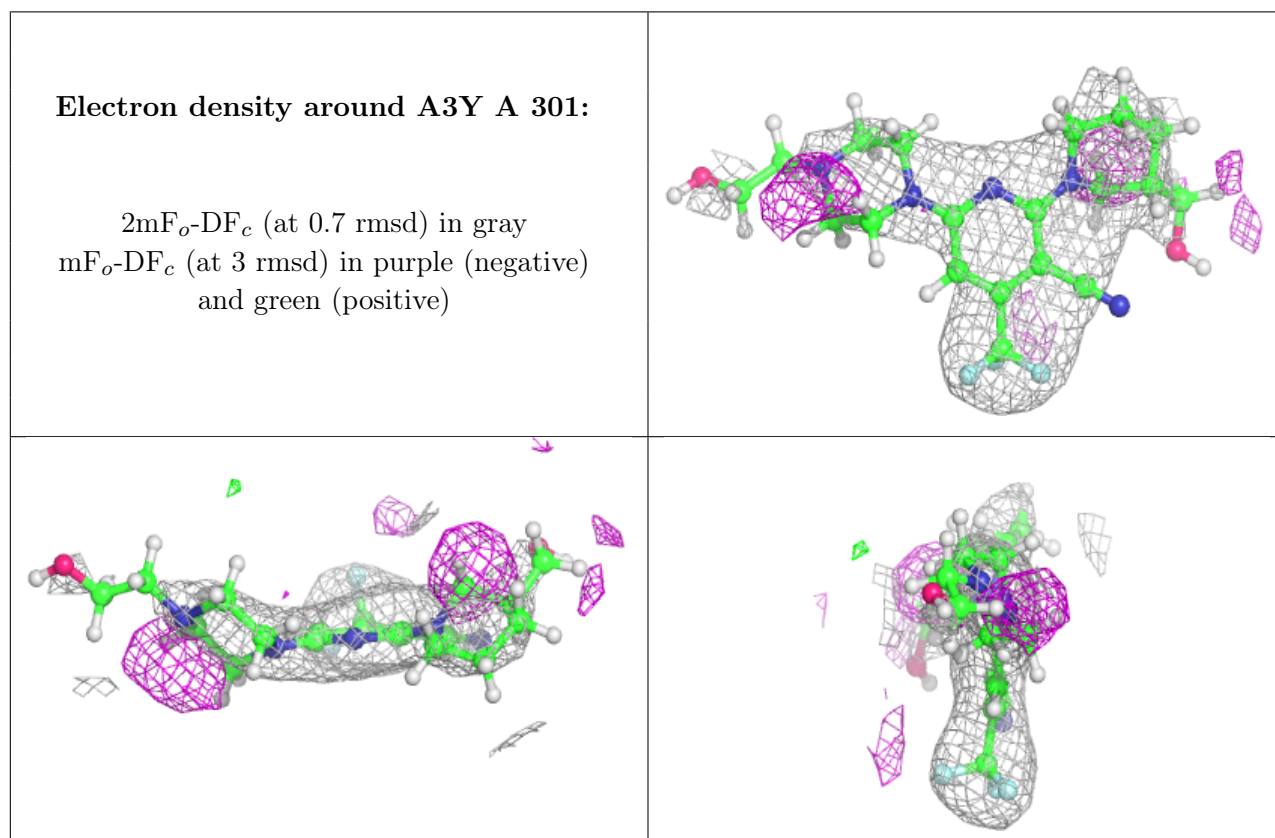 Electron density around A3Y A 301:
2mFo-DFc (at 0.7 rmsd) in gray
mFo-DFc (at 3 rmsd) in purple (negative)
and green (positive)